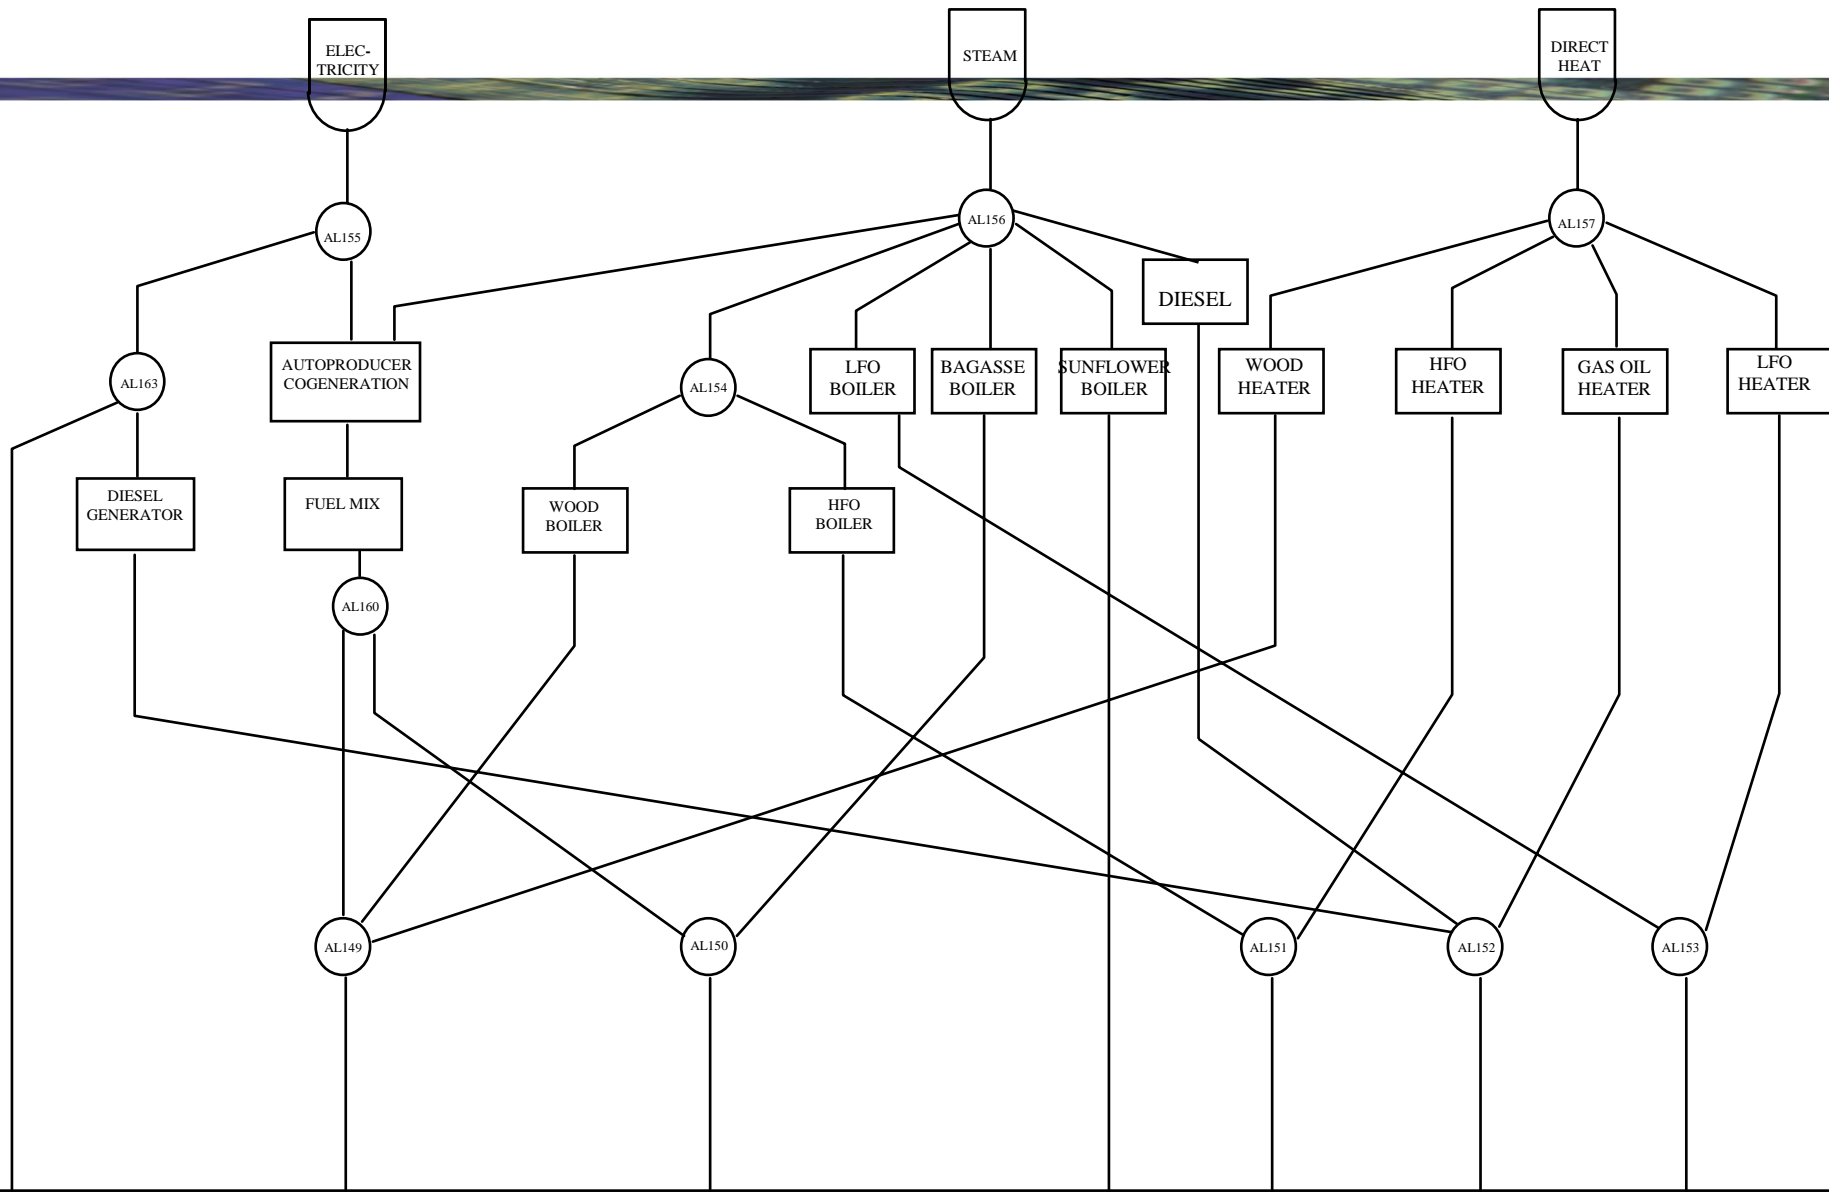 ELEC-
TRICITY
STEAM
DIRECT
HEAT
AL155
AL156
AL157
DIESEL
AL163
AUTOPRODUCER
COGENERATION
AL154
LFO
BOILER
BAGASSE
BOILER
SUNFLOWER
BOILER
WOOD
HEATER
HFO
HEATER
GAS OIL
HEATER
LFO
HEATER
DIESEL
GENERATOR
FUEL MIX
WOOD
BOILER
HFO
BOILER
AL160
AL149
AL150
AL151
AL152
AL153